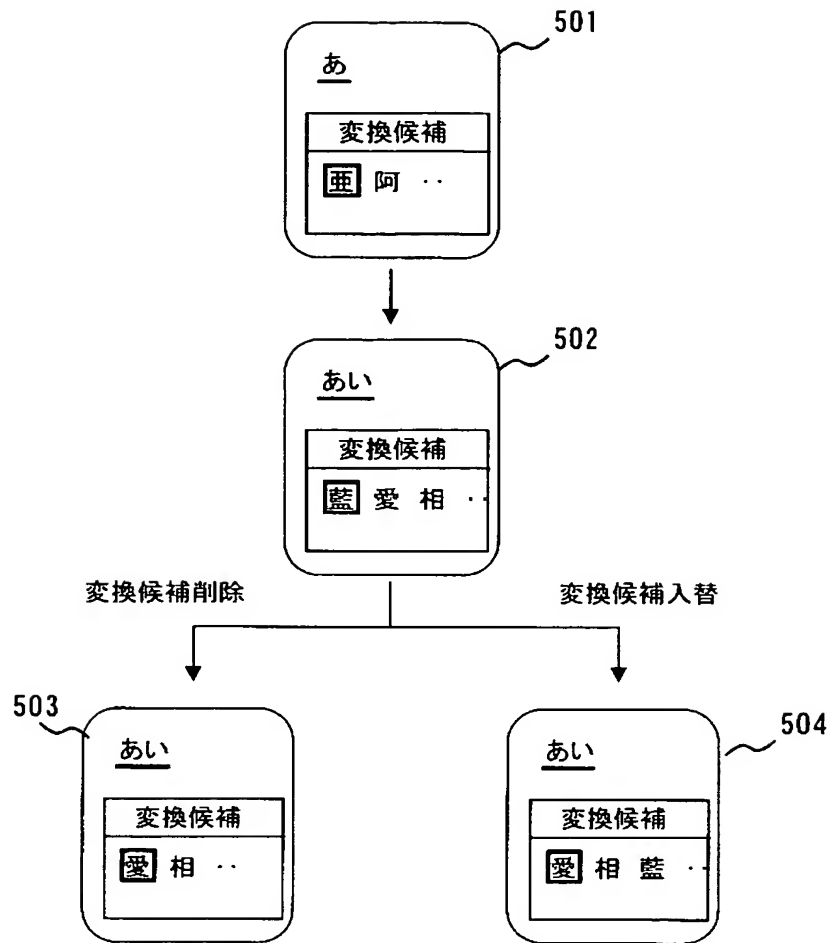 501
あ
変換候補
亜 阿 ‥
502
あい
変換候補
藍 愛 相 ‥
変換候補削除
変換候補入替
503
あい
変換候補
愛 相 ‥
504
あい
変換候補
愛 相 藍 ‥